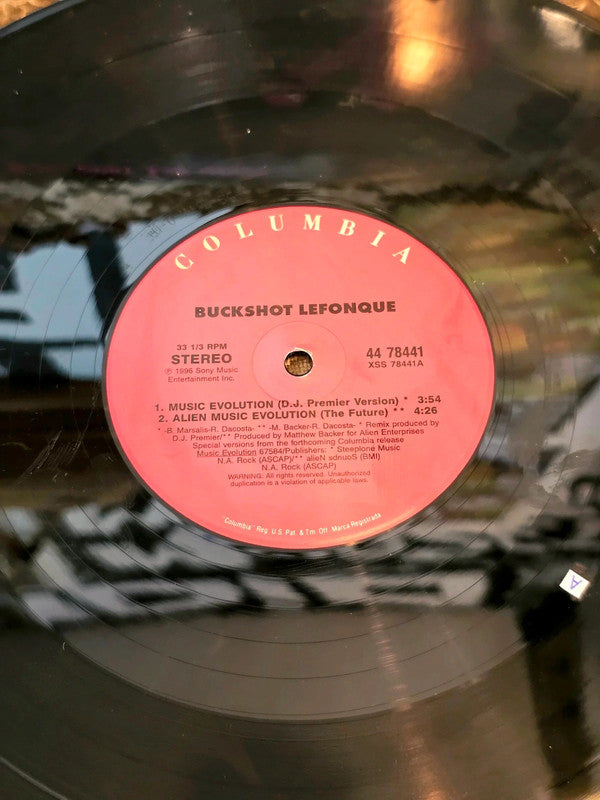 COLUMBIA
BUCKSHOT LEFONQUE
33 1/3 RPM
STEREO
℗ 1996 Sony Music
Entertainment Inc.
44 78441
XSS 78441A
1. MUSIC EVOLUTION (D.J. Premier Version) * 3:54
2. ALIEN MUSIC EVOLUTION (The Future) ** 4:26
* -B. Marsalis-R. Dacosta- ** -M. Backer-R. Dacosta- * Remix produced by
D.J. Premier/** Produced by Matthew Backer for Alien Enterprises
Special versions from the forthcoming Columbia release
Music Evolution 67584/Publishers: * Steeplone Music
N.A. Rock (ASCAP)/** Neila sdnuoS (BMI)
N.A. Rock (ASCAP)
WARNING: All rights reserved. Unauthorized
duplication is a violation of applicable laws.
"Columbia" Reg. U.S. Pat. & Tm. Off. Marca Registrada
A